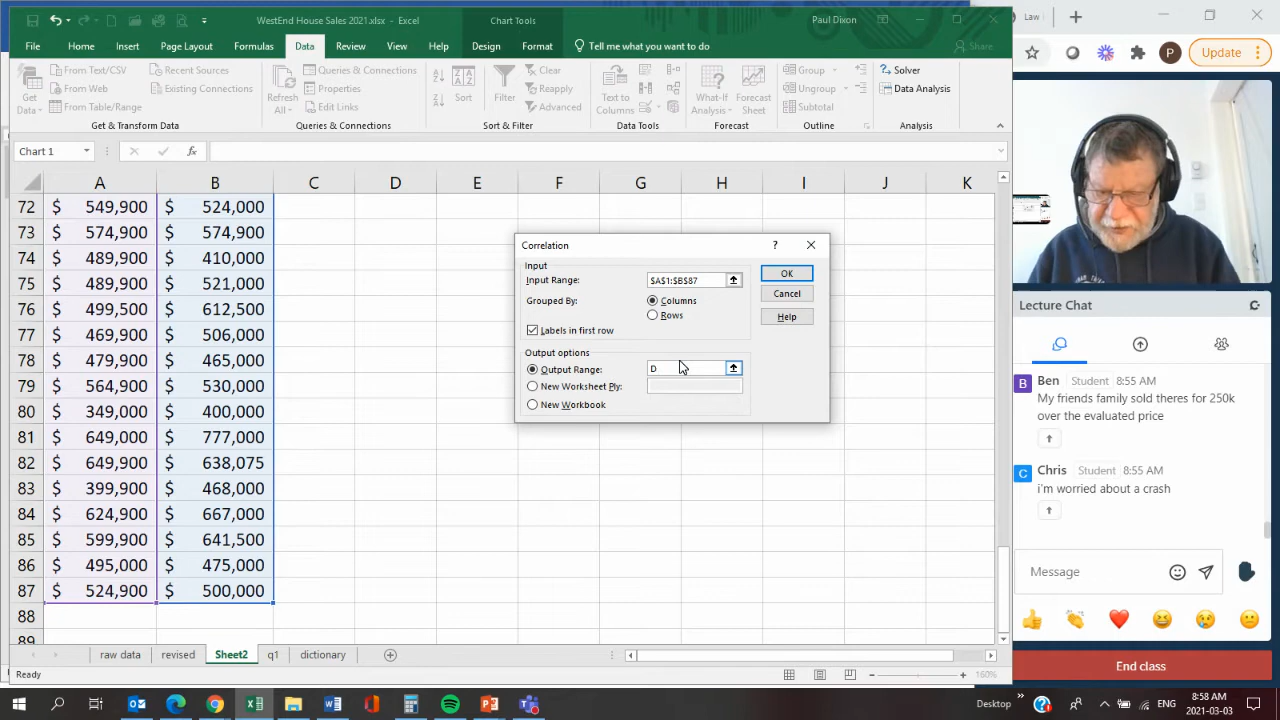 WestEnd House Sales 2021.xlsx - Excel
Chart Tools
Paul Dixon
Law
File Home Insert Page Layout Formulas Data Review View Help Design Format Tell me what you want to do Share
P Update
Get Data
From Text/CSV
From Web
From Table/Range
Recent Sources
Existing Connections
Get & Transform Data
Refresh All
Queries & Connections
Properties
Edit Links
Queries & Connections
Sort
Filter
Clear
Reapply
Advanced
Sort & Filter
Text to Columns
Data Tools
What-If Analysis
Forecast Sheet
Forecast
Group
Ungroup
Subtotal
Outline
Solver
Data Analysis
Analysis
Chart 1
fx
A B C D E F G H I J K
72 $ 549,900 $ 524,000
73 $ 574,900 $ 574,900
74 $ 489,900 $ 410,000
75 $ 489,900 $ 521,000
76 $ 499,500 $ 612,500
77 $ 469,900 $ 506,000
78 $ 479,900 $ 465,000
79 $ 564,900 $ 530,000
80 $ 349,000 $ 400,000
81 $ 649,000 $ 777,000
82 $ 649,900 $ 638,075
83 $ 399,900 $ 468,000
84 $ 624,900 $ 667,000
85 $ 599,900 $ 641,500
86 $ 495,000 $ 475,000
87 $ 524,900 $ 500,000
88
89
Correlation
?
Input
Input Range: $A$1:$B$87
Grouped By: Columns
Rows
Labels in first row
Output options
Output Range: D
New Worksheet Ply:
New Workbook
OK
Cancel
Help
raw data revised Sheet2 q1 dictionary
Ready
160%
Lecture Chat
B Ben Student 8:55 AM
My friends family sold theres for 250k
over the evaluated price
C Chris Student 8:55 AM
i'm worried about a crash
Message
End class
Desktop
ENG
8:58 AM
2021-03-03